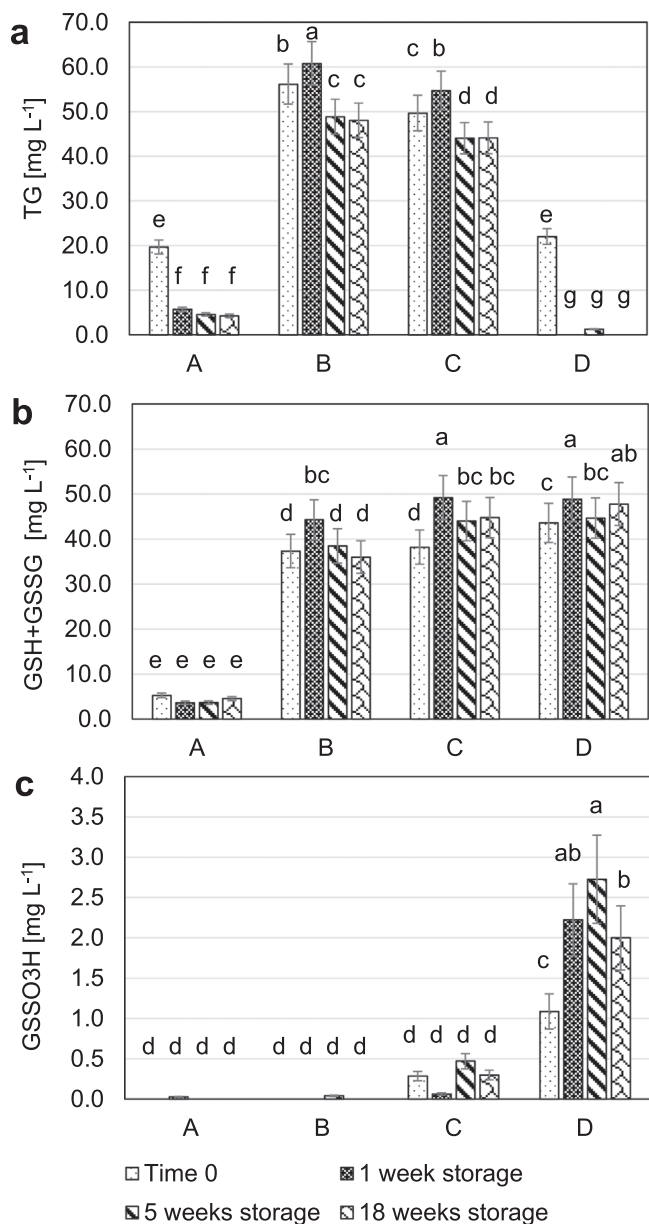 a
TG [mg L-1]
70.0
60.0
50.0
40.0
30.0
20.0
10.0
0.0
e f f f
b a c c
c b d d
e g g g
A B C D
b
GSH+GSSG [mg L-1]
70.0
60.0
50.0
40.0
30.0
20.0
10.0
0.0
e e e e
d bc d d
d a bc bc
c a bc ab
A B C D
c
GSSO3H [mg L-1]
4.0
3.5
3.0
2.5
2.0
1.5
1.0
0.5
0.0
d d d d
d d d d
d d d d
c ab a b
A B C D
Time 0 1 week storage
5 weeks storage 18 weeks storage